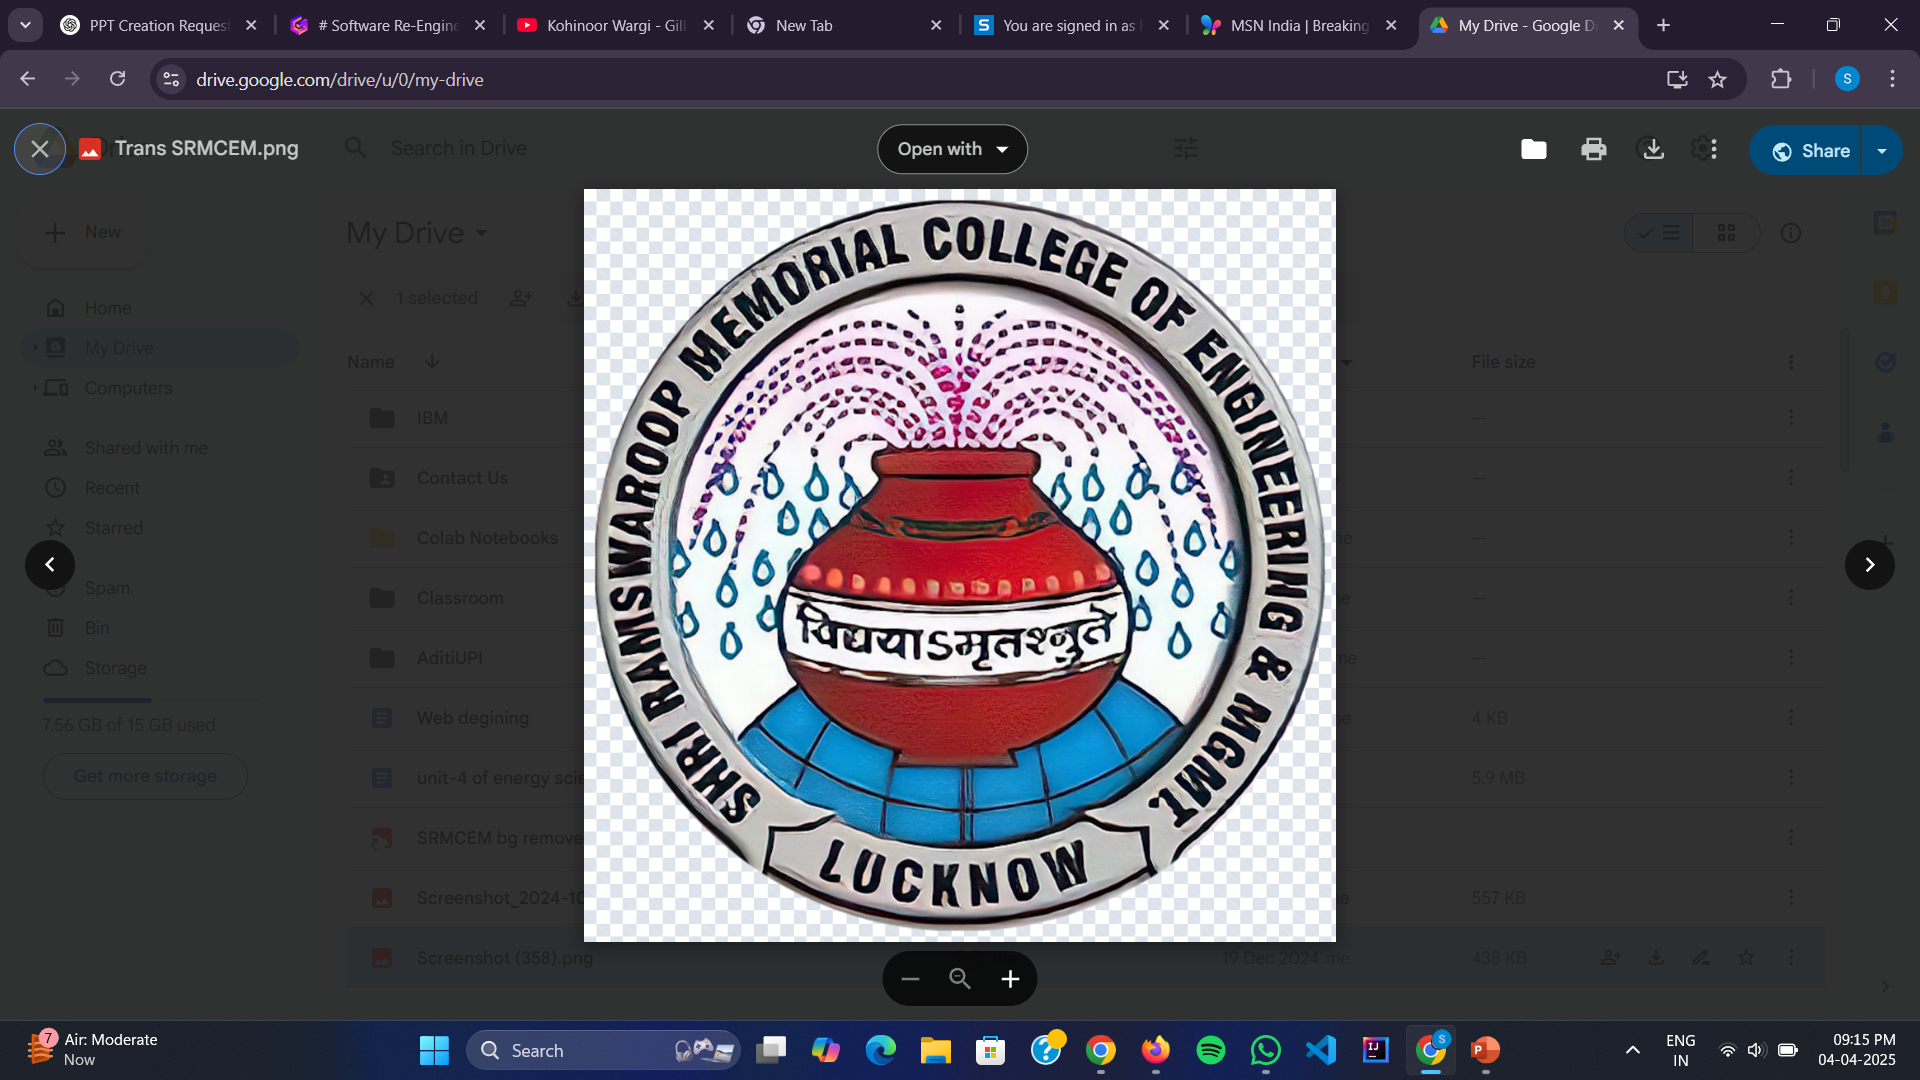 PPT Creation Reques
# Software Re-Engine
Kohinoor Wargi - Gill
New Tab
You are signed in as
MSN India | Breaking
My Drive - Google D
drive.google.com/drive/u/0/my-drive
S
Trans SRMCEM.png
Search in Drive
Open with
Share
New
My Drive
1 selected
Home
My Drive
Computers
Shared with me
Recent
Starred
Spam
Bin
Storage
7.56 GB of 15 GB used
Get more storage
Name
File size
IBM
—
Contact Us
—
Colab Notebooks
—
Classroom
—
AditiUPI
—
Web degining
4 KB
unit-4 of energy scie
5.9 MB
SRMCEM bg remove
Screenshot_2024-10
557 KB
Screenshot (358).png
19 Dec 2024 me
438 KB
SHRI RAMSWAROOP MEMORIAL COLLEGE OF ENGINEERING & MGMT.
विद्ययाऽमृतश्नुते
LUCKNOW
7
Air: Moderate
Now
Search
ENG
IN
09:15 PM
04-04-2025